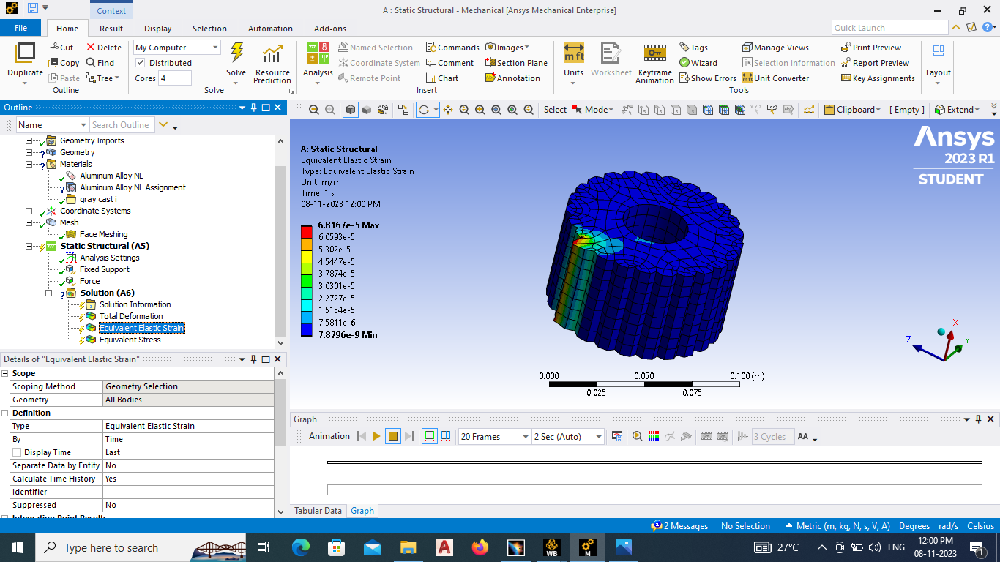 Context
A : Static Structural - Mechanical [Ansys Mechanical Enterprise]
File Home Result Display Selection Automation Add-ons Quick Launch
Duplicate
Cut Delete
Copy Find
Paste Tree
Outline
My Computer
Distributed
Cores 4
Solve
Resource Prediction
Solve
Analysis
Named Selection Commands Images
Coordinate System Comment Section Plane
Remote Point Chart Annotation
Insert
Units Worksheet Keyframe Animation
Tags Manage Views Print Preview
Wizard Selection Information Report Preview
Show Errors Unit Converter Key Assignments
Tools
Layout
Outline
Name Search Outline
Select Mode Clipboard [ Empty ] Extend
Geometry Imports
Geometry
Materials
Aluminum Alloy NL
Aluminum Alloy NL Assignment
gray cast i
Coordinate Systems
Mesh
Face Meshing
Static Structural (A5)
Analysis Settings
Fixed Support
Force
Solution (A6)
Solution Information
Total Deformation
Equivalent Elastic Strain
Equivalent Stress
A: Static Structural
Equivalent Elastic Strain
Type: Equivalent Elastic Strain
Unit: m/m
Time: 1 s
08-11-2023 12:00 PM
6.8167e-5 Max
6.0593e-5
5.302e-5
4.5447e-5
3.7874e-5
3.0301e-5
2.2727e-5
1.5154e-5
7.5811e-6
7.8796e-9 Min
Ansys
2023 R1
STUDENT
X
Y
Z
0.000 0.050 0.100 (m)
0.025 0.075
Details of "Equivalent Elastic Strain"
Scope
Scoping Method Geometry Selection
Geometry All Bodies
Definition
Type Equivalent Elastic Strain
By Time
Display Time Last
Separate Data by Entity No
Calculate Time History Yes
Identifier
Suppressed No
Integration Point Results
Graph
Animation 20 Frames 2 Sec (Auto) 3 Cycles AA
Tabular Data Graph
2 Messages No Selection Metric (m, kg, N, s, V, A) Degrees rad/s Celsius
Type here to search
WB
M
27°C
ENG
12:00 PM
08-11-2023
1